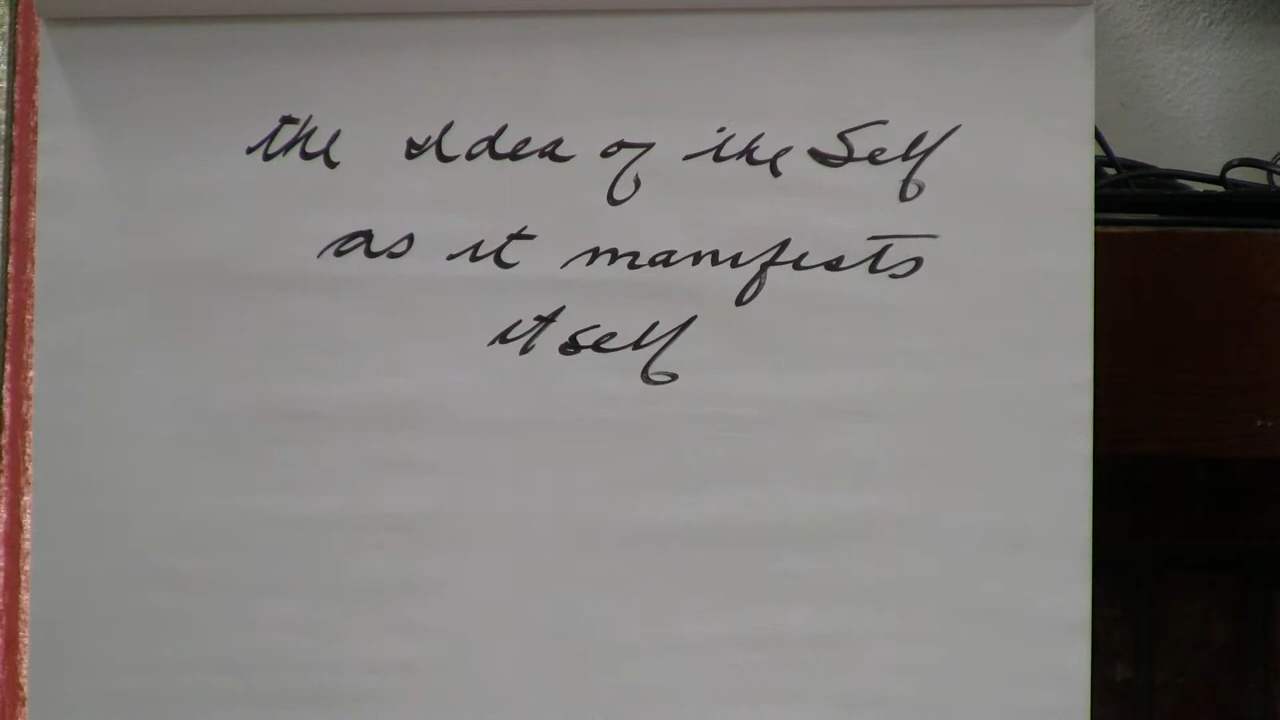 the Idea of the Self
as it manifests
itself